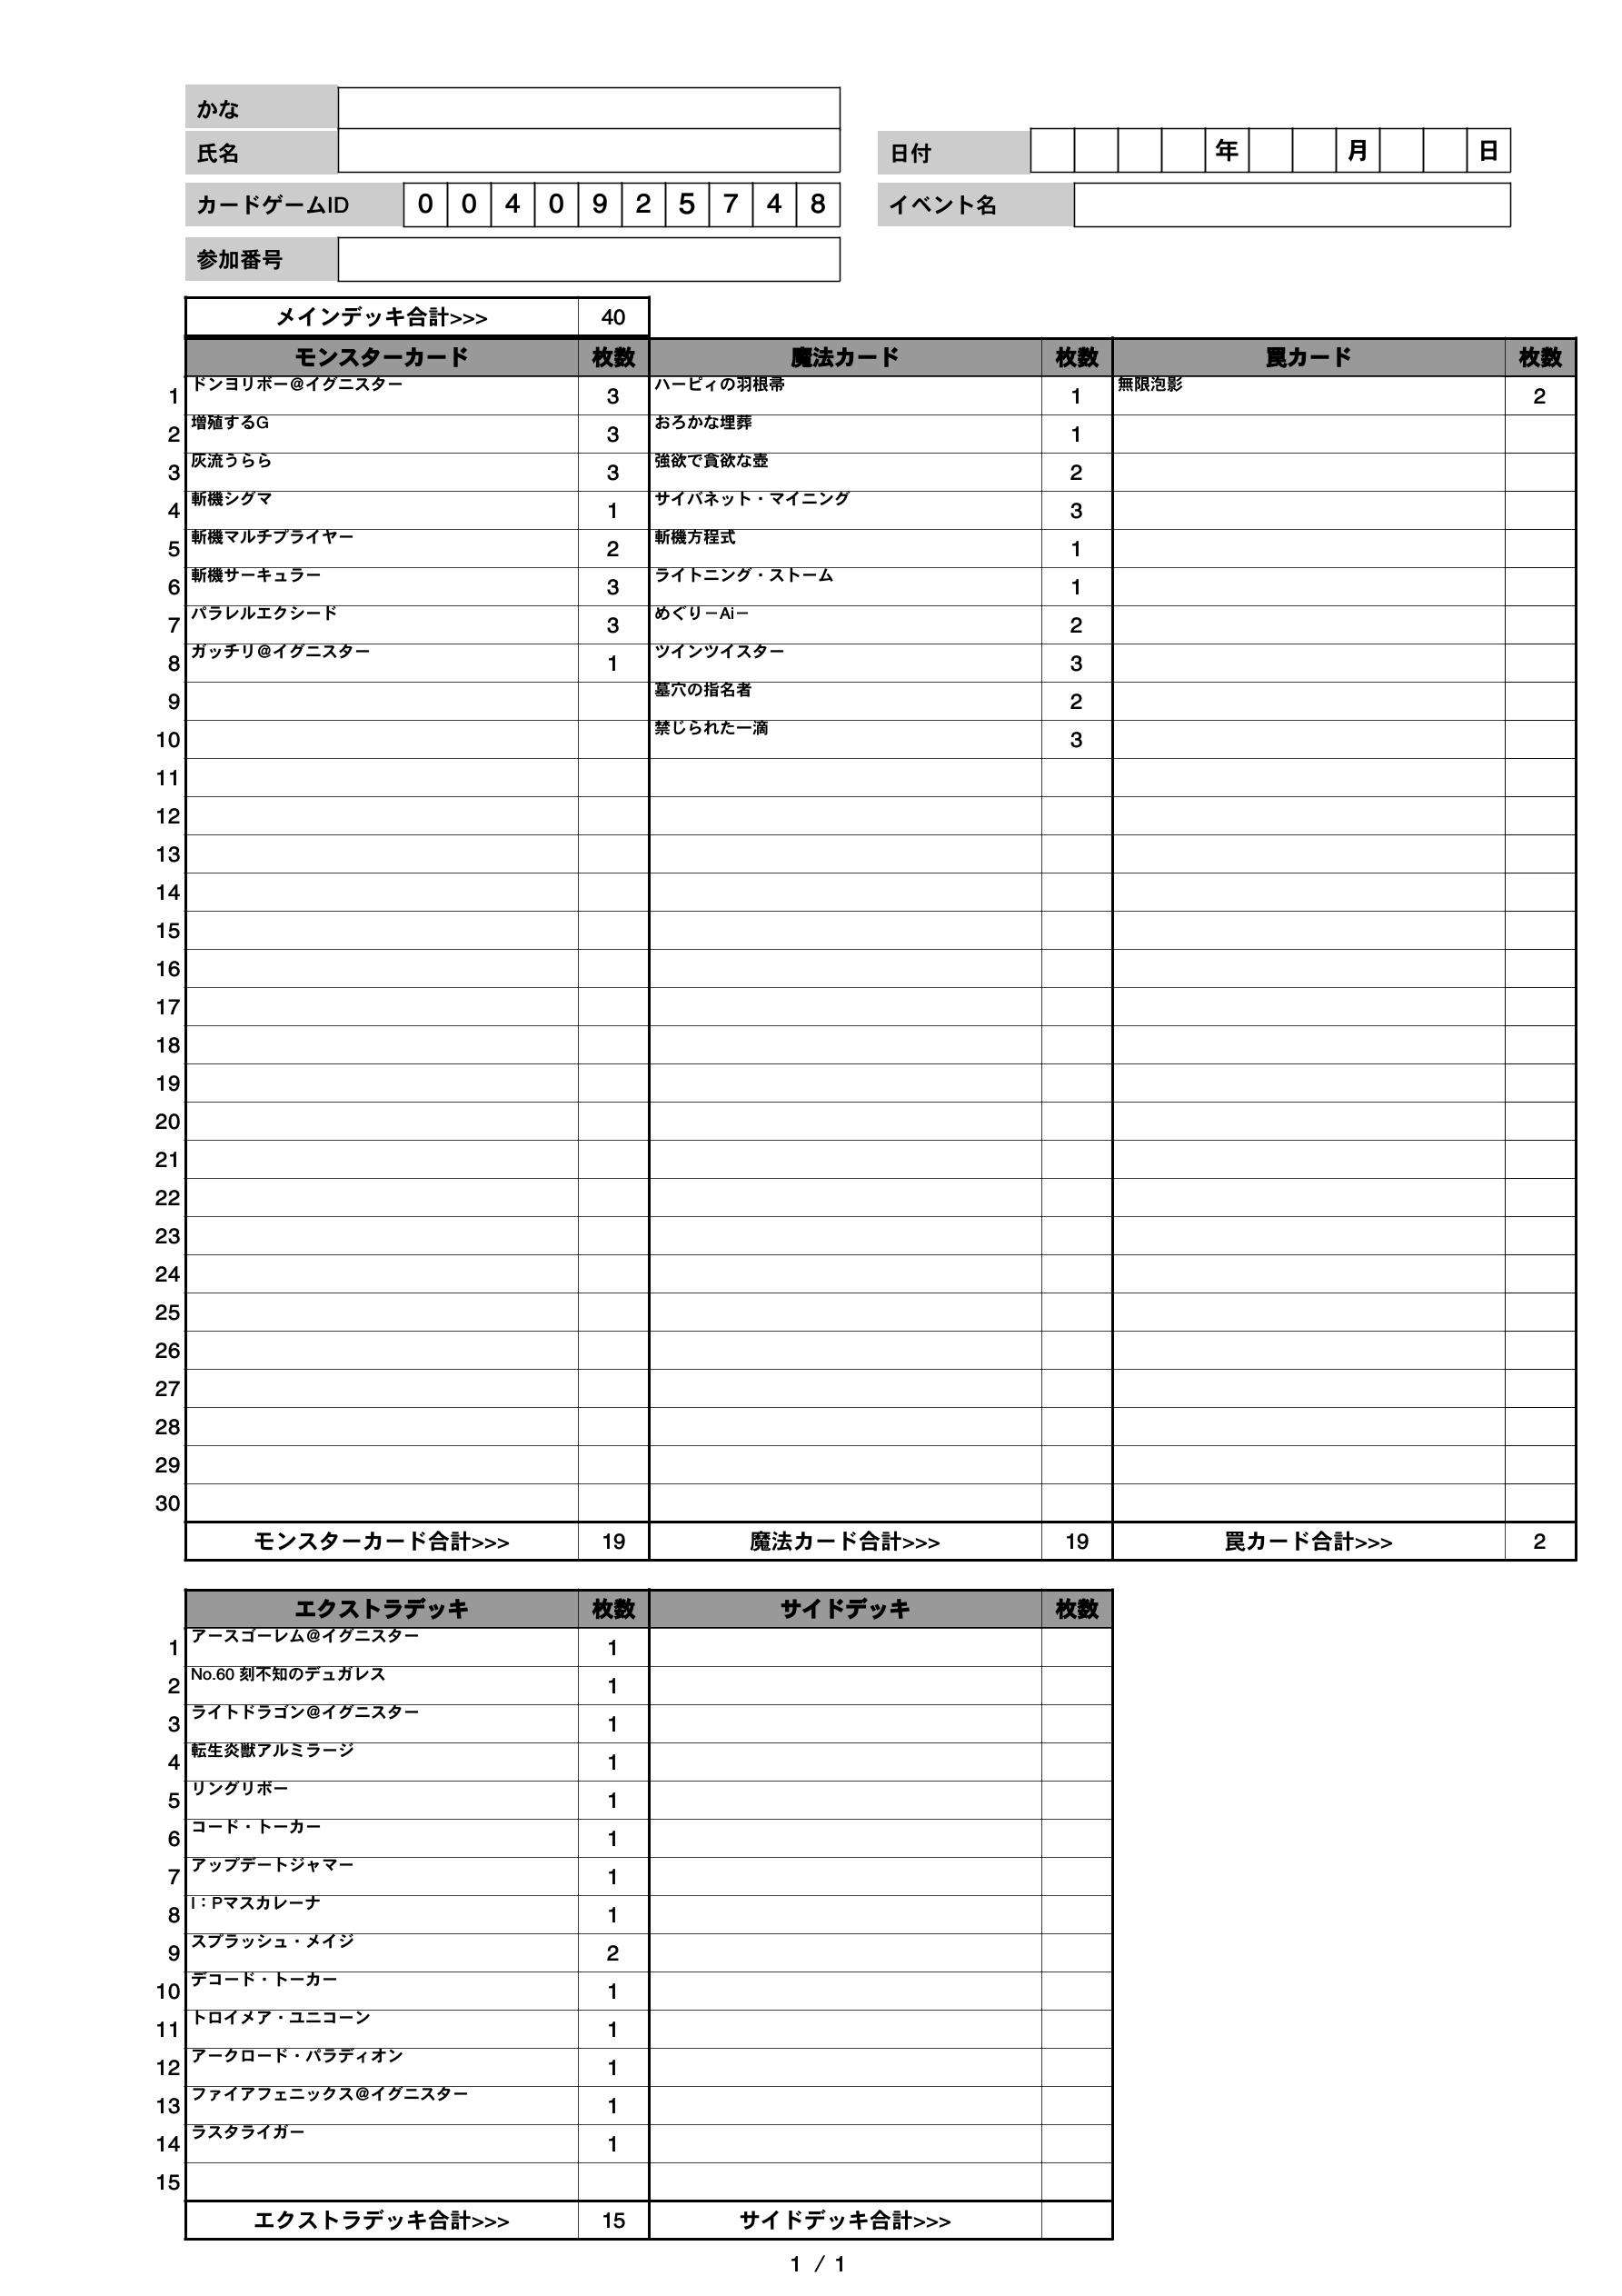 かな
氏名
日付 年 月 日
カードゲームID 0 0 4 0 9 2 5 7 4 8
イベント名
参加番号
メインデッキ合計>>> 40
モンスターカード 枚数 魔法カード 枚数 罠カード 枚数
1 ドンヨリボー@イグニスター 3 ハーピィの羽根帚 1 無限泡影 2
2 増殖するG 3 おろかな埋葬 1
3 灰流うらら 3 強欲で貪欲な壺 2
4 斬機シグマ 1 サイバネット・マイニング 3
5 斬機マルチプライヤー 2 斬機方程式 1
6 斬機サーキュラー 3 ライトニング・ストーム 1
7 パラレルエクシード 3 めぐり－Ai－ 2
8 ガッチリ@イグニスター 1 ツインツイスター 3
9 墓穴の指名者 2
10 禁じられた一滴 3
11
12
13
14
15
16
17
18
19
20
21
22
23
24
25
26
27
28
29
30
モンスターカード合計>>> 19 魔法カード合計>>> 19 罠カード合計>>> 2
エクストラデッキ 枚数 サイドデッキ 枚数
1 アースゴーレム@イグニスター 1
2 No.60 刻不知のデュガレス 1
3 ライトドラゴン@イグニスター 1
4 転生炎獣アルミラージ 1
5 リングリボー 1
6 コード・トーカー 1
7 アップデートジャマー 1
8 I：Pマスカレーナ 1
9 スプラッシュ・メイジ 2
10 デコード・トーカー 1
11 トロイメア・ユニコーン 1
12 アークロード・パラディオン 1
13 ファイアフェニックス@イグニスター 1
14 ラスタライガー 1
15
エクストラデッキ合計>>> 15 サイドデッキ合計>>>
1 / 1